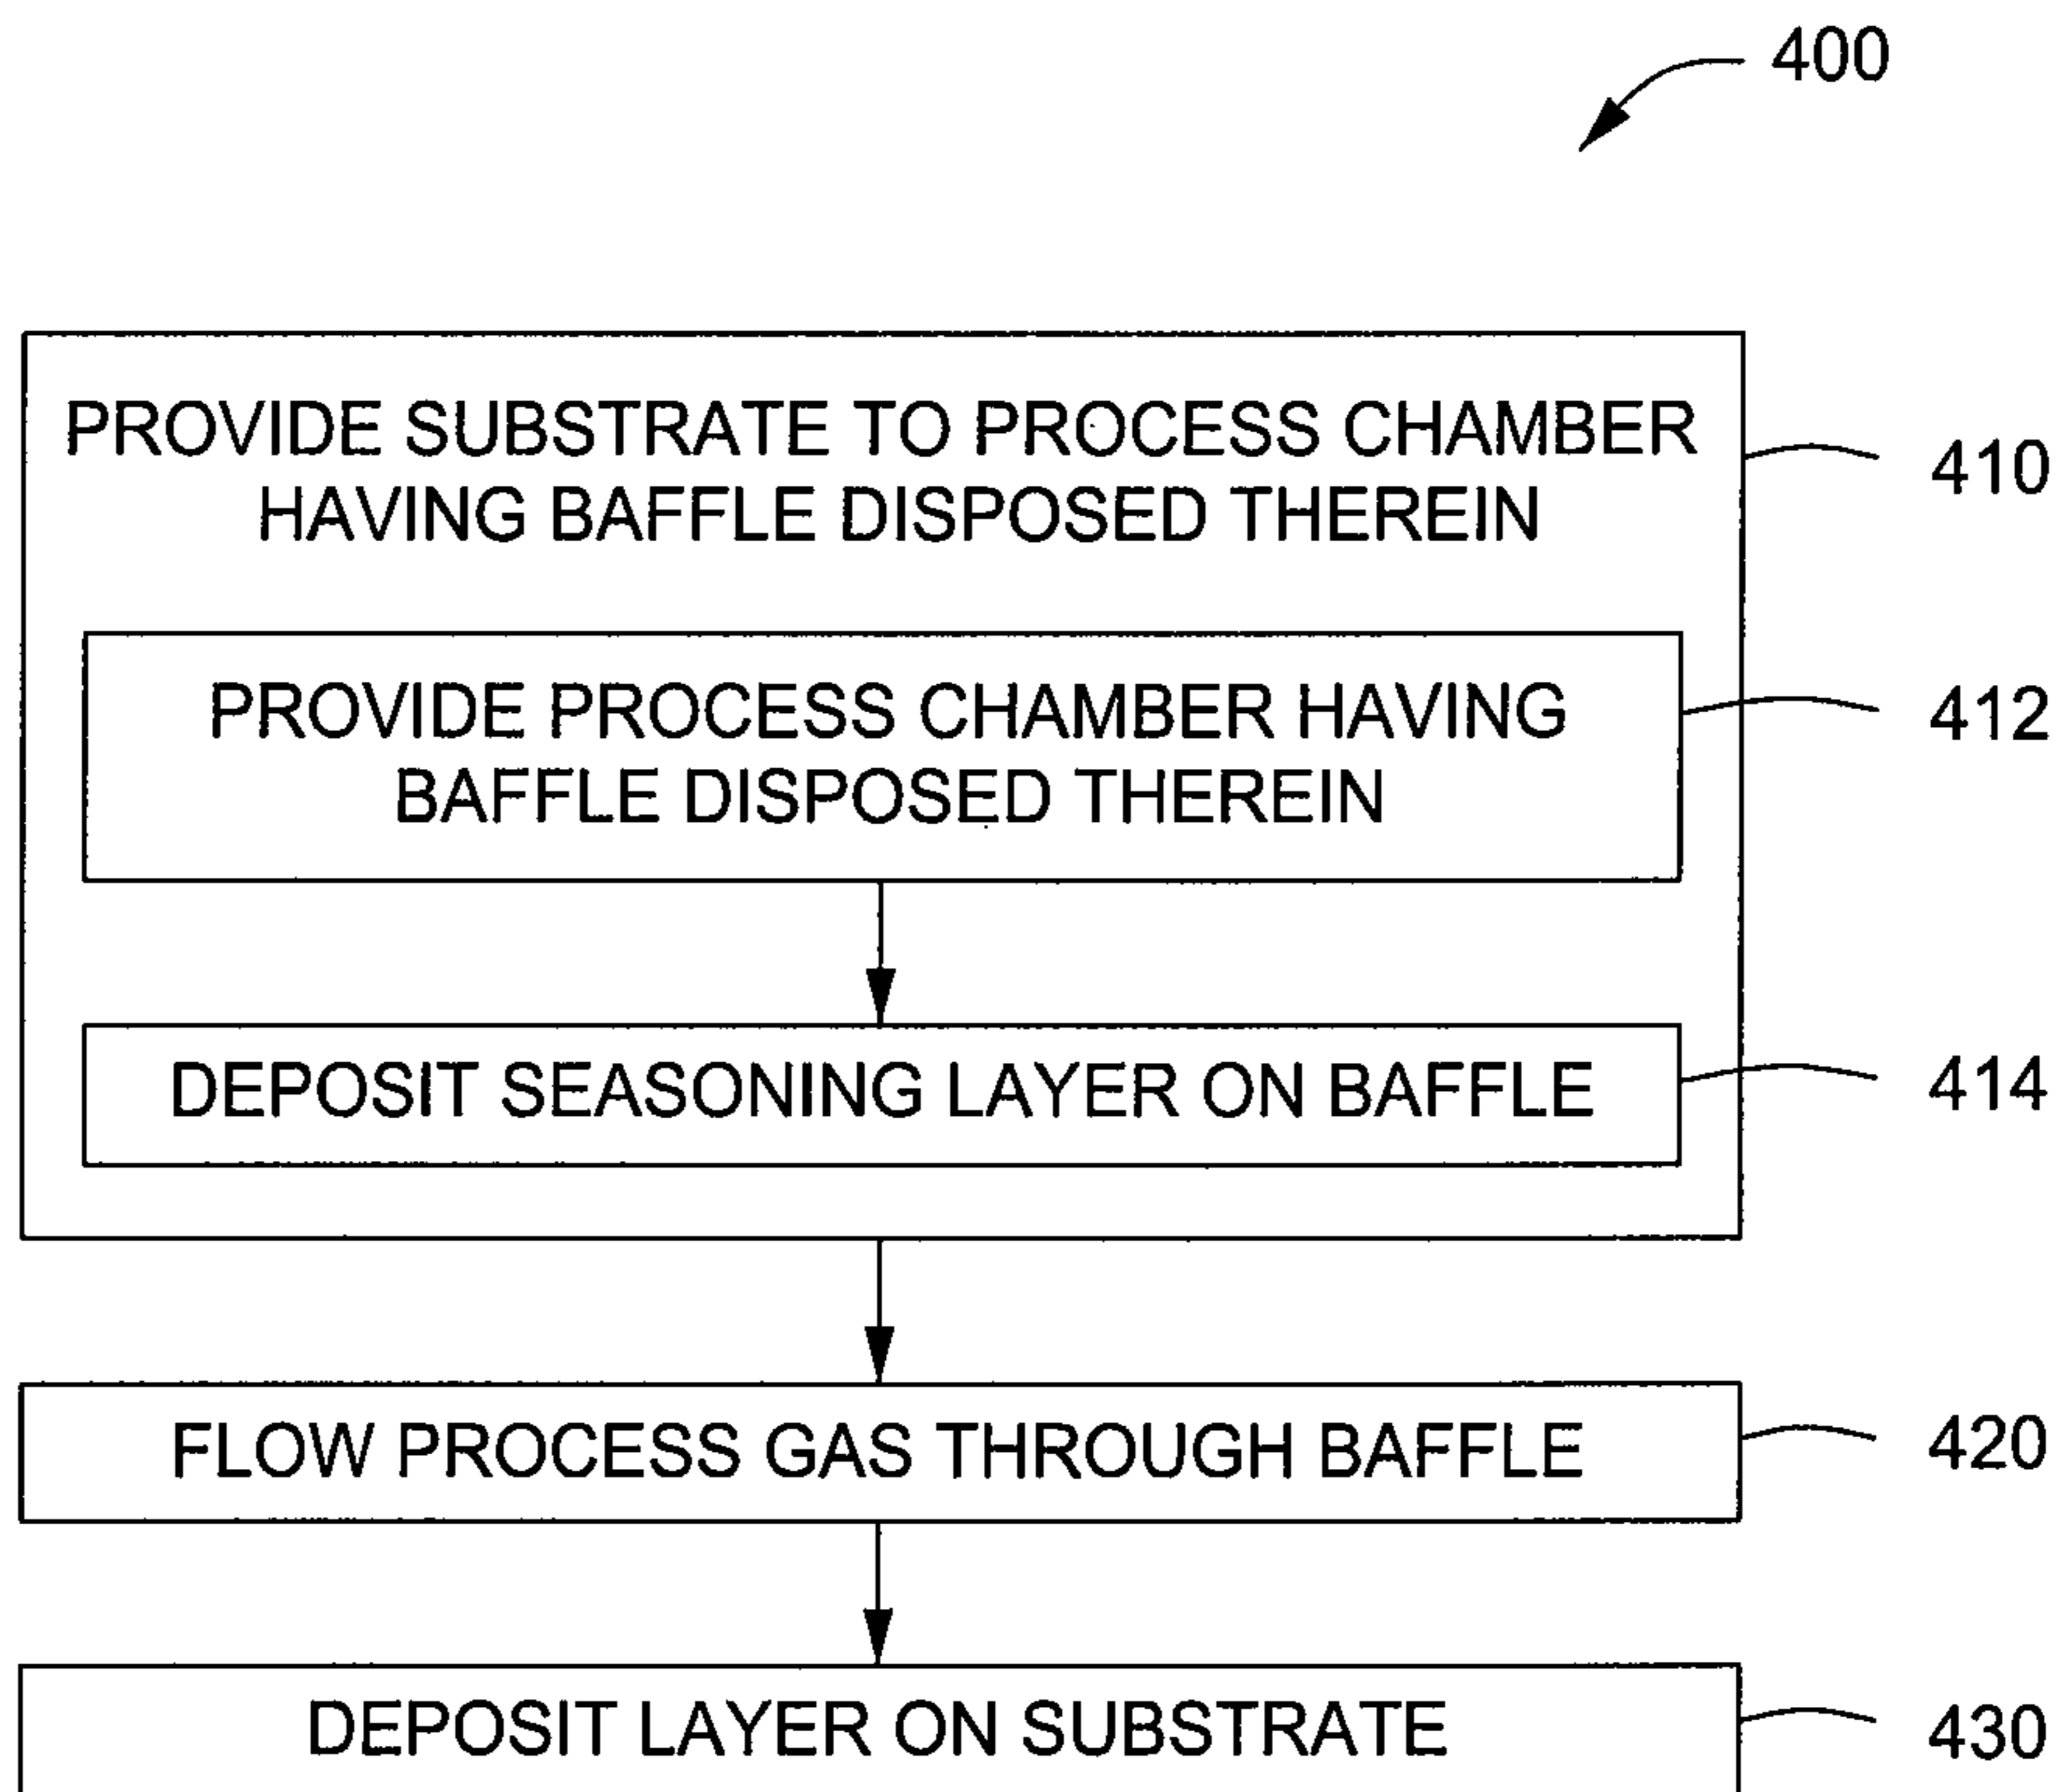 400
PROVIDE SUBSTRATE TO PROCESS CHAMBER
HAVING BAFFLE DISPOSED THEREIN
410
PROVIDE PROCESS CHAMBER HAVING
BAFFLE DISPOSED THEREIN
412
DEPOSIT SEASONING LAYER ON BAFFLE
414
FLOW PROCESS GAS THROUGH BAFFLE
420
DEPOSIT LAYER ON SUBSTRATE
430